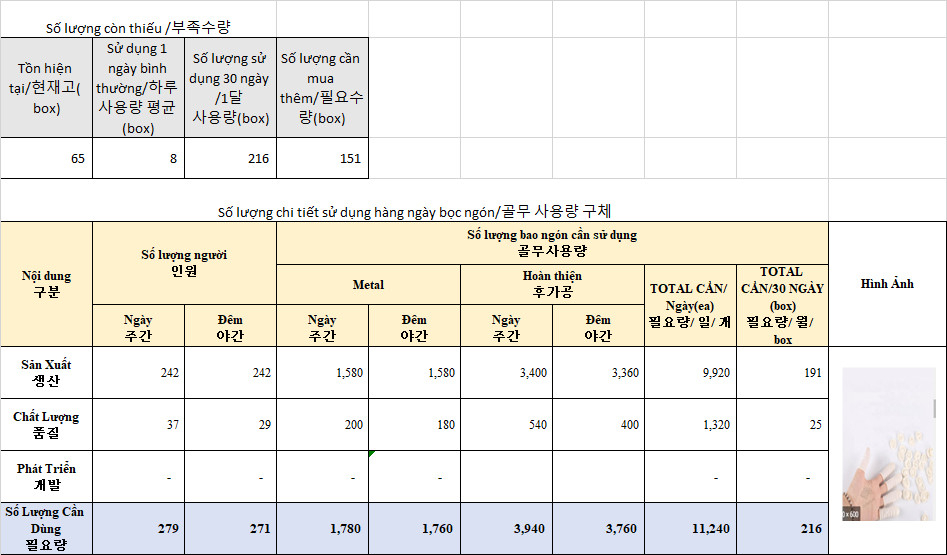 Số lượng còn thiếu /부족수량
Tồn hiện tại/현재고( box)
Sử dụng 1 ngày bình thường/하루 사용량 평균 (box)
Số lượng sử dụng 30 ngày /1달 사용량(box)
Số lượng cần mua thêm/필요수량(box)
65 8 216 151
Số lượng chi tiết sử dụng hàng ngày bọc ngón/골무 사용량 구체
Nội dung 구분
Số lượng người 인원
Số lượng bao ngón cần sử dụng
골무사용량
Hình Ảnh
Metal
Hoàn thiện 후가공
TOTAL CẦN/ Ngày(ea) 필요량/ 일/ 개
TOTAL CẦN/30 NGÀY (box) 필요량/ 월/ box
Ngày 주간
Đêm 야간
Ngày 주간
Đêm 야간
Ngày 주간
Đêm 야간
Sản Xuất 생산 242 242 1,580 1,580 3,400 3,360 9,920 191
Chất Lượng 품질 37 29 200 180 540 400 1,320 25
Phát Triển 개발 - - - - - - -
Số Lượng Cần Dùng 필요량 279 271 1,780 1,760 3,940 3,760 11,240 216
0 × 600